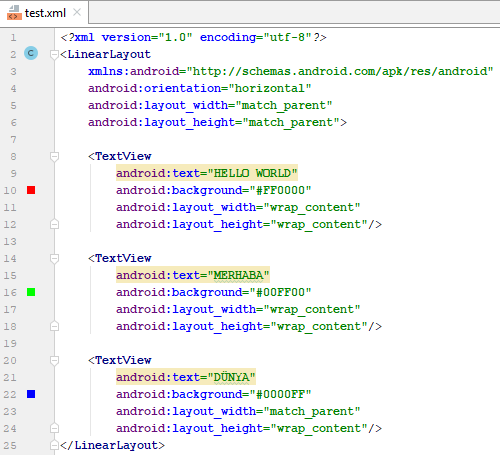 test.xml
1 <?xml version="1.0" encoding="utf-8"?>
2 C <LinearLayout
3 xmlns:android="http://schemas.android.com/apk/res/android"
4 android:orientation="horizontal"
5 android:layout_width="match_parent"
6 android:layout_height="match_parent">
7
8 <TextView
9 android:text="HELLO WORLD"
10 android:background="#FF0000"
11 android:layout_width="wrap_content"
12 android:layout_height="wrap_content"/>
13
14 <TextView
15 android:text="MERHABA"
16 android:background="#00FF00"
17 android:layout_width="wrap_content"
18 android:layout_height="wrap_content"/>
19
20 <TextView
21 android:text="DÜNYA"
22 android:background="#0000FF"
23 android:layout_width="match_parent"
24 android:layout_height="wrap_content"/>
25 </LinearLayout>